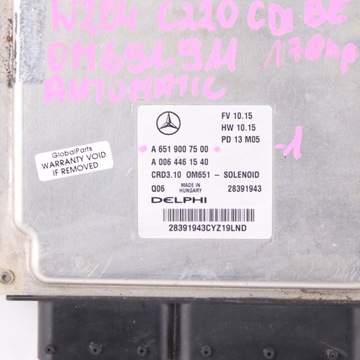 W204 C220 CDI BE
OM651.911 170hp
AUTOMATIC
FV 10.15
HW 10.15
PD 13 M05
A 651 900 75 00
A 006 446 15 40
-1
CRD3.10 OM651 - SOLENOID
Q06 MADE IN HUNGARY 28391943
DELPHI
28391943CYZ19LND
GlobalParts
WARRANTY VOID
IF REMOVED